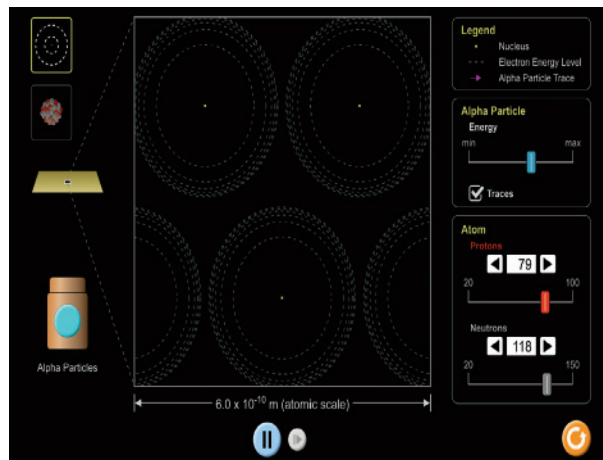 Legend
Nucleus
Electron Energy Level
Alpha Particle Trace
Alpha Particle
Energy
min max
Traces
Atom
Protons
79
20 100
Neutrons
118
20 150
Alpha Particles
6.0 x 10⁻¹⁰ m (atomic scale)